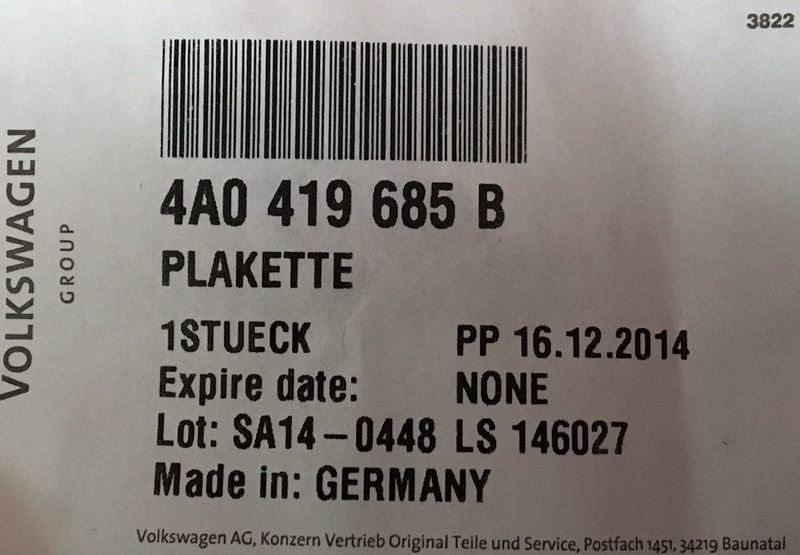 3822
VOLKSWAGEN
GROUP
4A0 419 685 B
PLAKETTE
1STUECK PP 16.12.2014
Expire date: NONE
Lot: SA14-0448 LS 146027
Made in: GERMANY
Volkswagen AG, Konzern Vertrieb Original Teile und Service, Postfach 1451, 34219 Baunatal